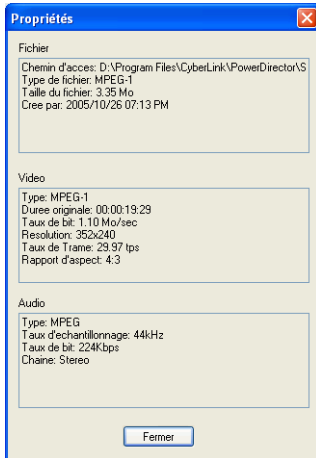 Propriétés
Fichier
Chemin d'acces: D:\Program Files\CyberLink\PowerDirector\S
Type de fichier: MPEG-1
Taille du fichier: 3.35 Mo
Cree par: 2005/10/26 07:13 PM
Video
Type: MPEG-1
Duree originale: 00:00:19:29
Taux de bit: 1.10 Mo/sec
Resolution: 352x240
Taux de Trame: 29.97 tps
Rapport d'aspect: 4:3
Audio
Type: MPEG
Taux d'echantillonnage: 44kHz
Taux de bit: 224Kbps
Chaine: Stereo
Fermer